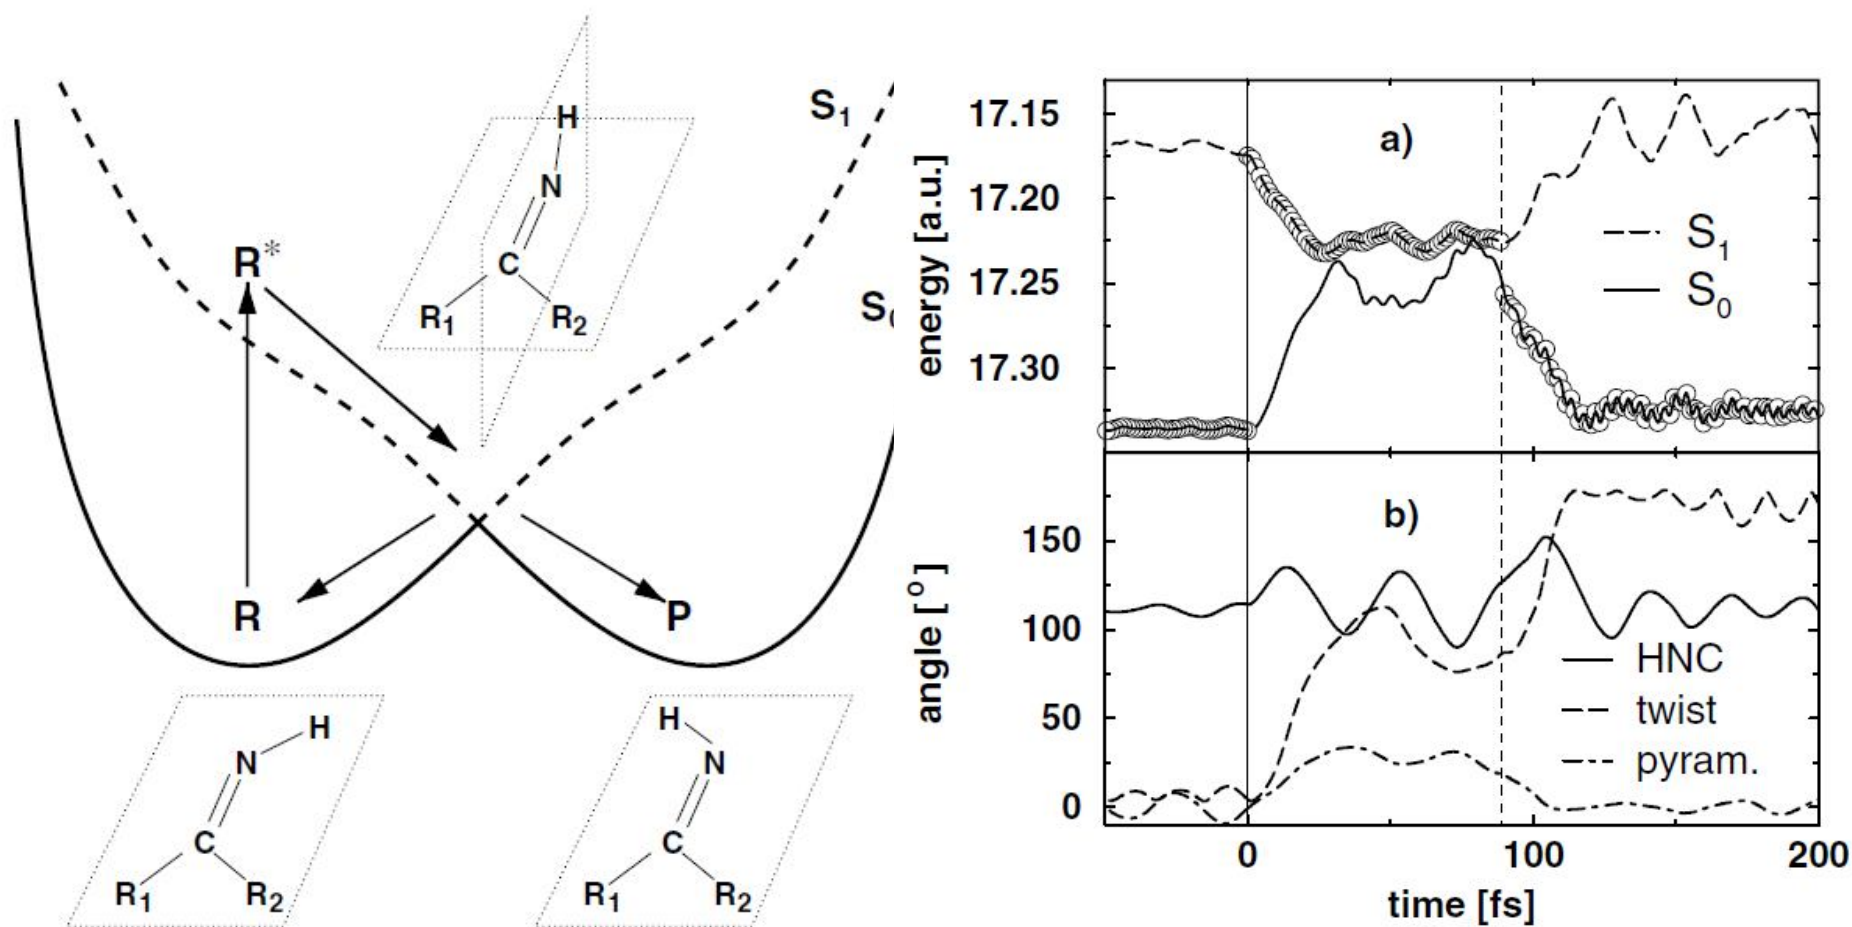 S1
R*
S0
H
N
C
R1 R2
R
P
H
N
C
R1 R2
H
N
C
R1 R2
energy [a.u.]
17.15
17.20
17.25
17.30
a)
S1
S0
angle [°]
150
100
50
0
b)
HNC
twist
pyram.
0 100 200
time [fs]